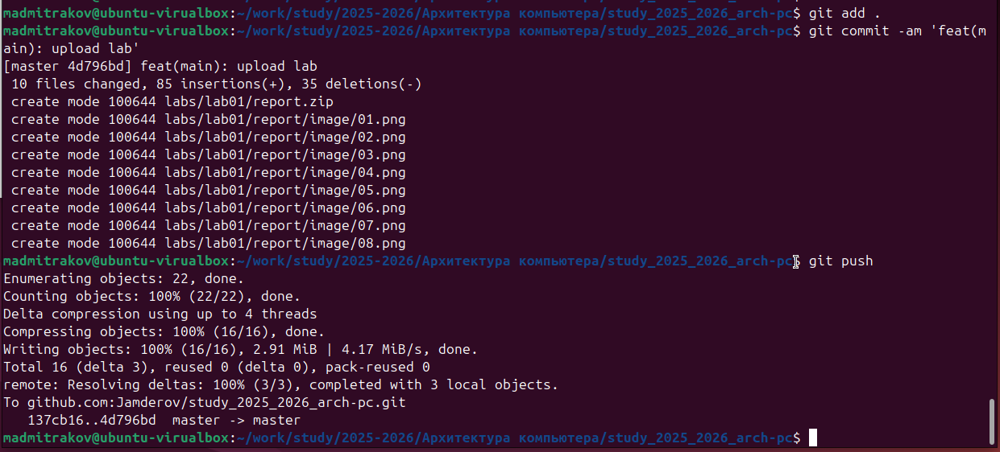 madmitrakov@ubuntu-virualbox:~/work/study/2025-2026/Архитектура компьютера/study_2025_2026_arch-pc$ git add .
madmitrakov@ubuntu-virualbox:~/work/study/2025-2026/Архитектура компьютера/study_2025_2026_arch-pc$ git commit -am 'feat(m
ain): upload lab'
[master 4d796bd] feat(main): upload lab
 10 files changed, 85 insertions(+), 35 deletions(-)
 create mode 100644 labs/lab01/report.zip
 create mode 100644 labs/lab01/report/image/01.png
 create mode 100644 labs/lab01/report/image/02.png
 create mode 100644 labs/lab01/report/image/03.png
 create mode 100644 labs/lab01/report/image/04.png
 create mode 100644 labs/lab01/report/image/05.png
 create mode 100644 labs/lab01/report/image/06.png
 create mode 100644 labs/lab01/report/image/07.png
 create mode 100644 labs/lab01/report/image/08.png
madmitrakov@ubuntu-virualbox:~/work/study/2025-2026/Архитектура компьютера/study_2025_2026_arch-pc$ git push
Enumerating objects: 22, done.
Counting objects: 100% (22/22), done.
Delta compression using up to 4 threads
Compressing objects: 100% (16/16), done.
Writing objects: 100% (16/16), 2.91 MiB | 4.17 MiB/s, done.
Total 16 (delta 3), reused 0 (delta 0), pack-reused 0
remote: Resolving deltas: 100% (3/3), completed with 3 local objects.
To github.com:Jamderov/study_2025_2026_arch-pc.git
   137cb16..4d796bd  master -> master
madmitrakov@ubuntu-virualbox:~/work/study/2025-2026/Архитектура компьютера/study_2025_2026_arch-pc$